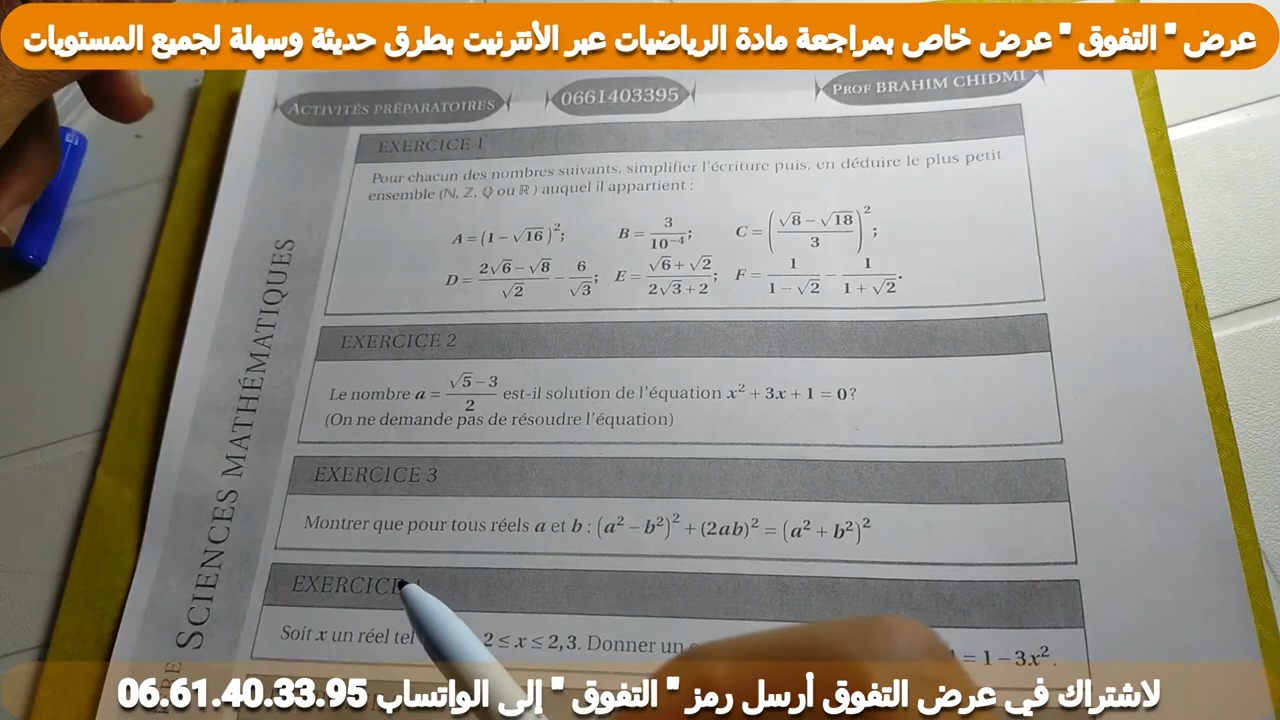 عرض " التفوق " عرض خاص بمراجعة مادة الرياضيات عبر الأنترنيت بطرق حديثة وسهلة لجميع المستويات
ACTIVITÉS PRÉPARATOIRES
0661403395
PROF BRAHIM CHIDMI
SCIENCES MATHÉMATIQUES
EXERCICE 1
Pour chacun des nombres suivants, simplifier l'écriture puis, en déduire le plus petit
ensemble (ℕ, ℤ, ℚ ou ℝ ) auquel il appartient :
A = (1 − √16)²; B = 3/10⁻⁴; C = ((√8 − √18)/3)²;
D = (2√6 − √8)/√2 − 6/√3; E = (√6 + √2)/(2√3 + 2); F = 1/(1 − √2) − 1/(1 + √2).
EXERCICE 2
Le nombre a = (√5 − 3)/2 est-il solution de l'équation x² + 3x + 1 = 0?
(On ne demande pas de résoudre l'équation)
EXERCICE 3
Montrer que pour tous réels a et b : (a² − b²)² + (2ab)² = (a² + b²)²
EXERCICE
Soit x un réel tel 2 ≤ x ≤ 2,3. Donner un = 1 − 3x².
لاشتراك في عرض التفوق أرسل رمز " التفوق " إلى الواتساب 06.61.40.33.95